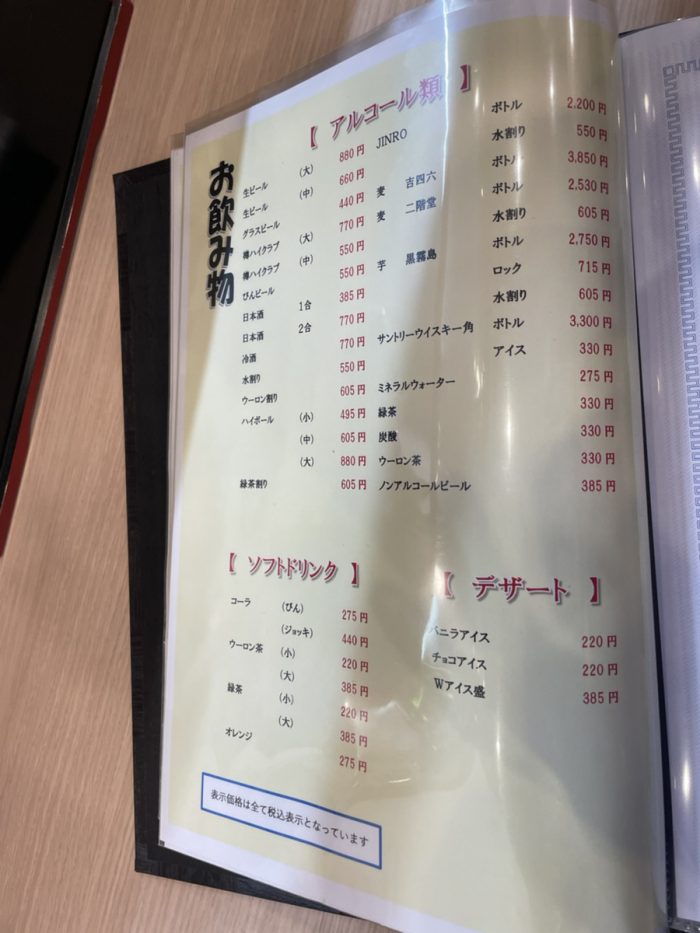 お飲み物
【 アルコール類 】
生ビール (大) 880円
生ビール (中) 660円
グラスビール 440円
樽ハイクラブ (大) 770円
樽ハイクラブ (中) 550円
びんビール 550円
日本酒 1合 385円
日本酒 2合 770円
冷酒 770円
水割り 550円
ウーロン割り 605円
ハイボール (小) 495円
(中) 605円
(大) 880円
緑茶割り 605円
JINRO ボトル 2,200円
水割り 550円
麦 吉四六 ボトル 3,850円
麦 二階堂 ボトル 2,530円
水割り 605円
芋 黒霧島 ボトル 2,750円
ロック 715円
水割り 605円
サントリーウイスキー角 ボトル 3,300円
アイス 330円
ミネラルウォーター 275円
緑茶 330円
炭酸 330円
ウーロン茶 330円
ノンアルコールビール 385円
【 ソフトドリンク 】
コーラ (びん) 275円
(ジョッキ) 440円
ウーロン茶 (小) 220円
(大) 385円
緑茶 (小) 220円
(大) 385円
オレンジ 275円
【 デザート 】
バニラアイス 220円
チョコアイス 220円
Wアイス盛 385円
表示価格は全て税込表示となっています